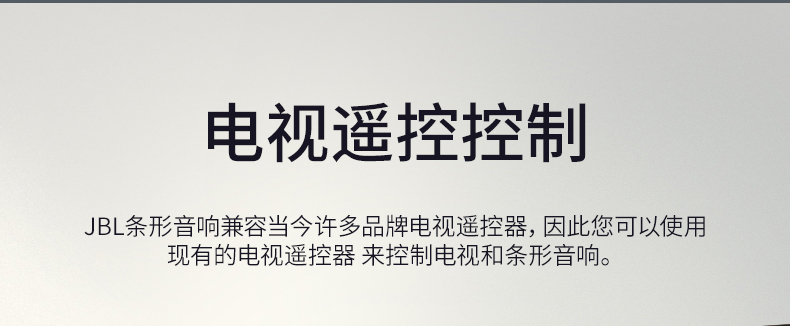 电视遥控控制
JBL条形音响兼容当今许多品牌电视遥控器，因此您可以使用
现有的电视遥控器 来控制电视和条形音响。